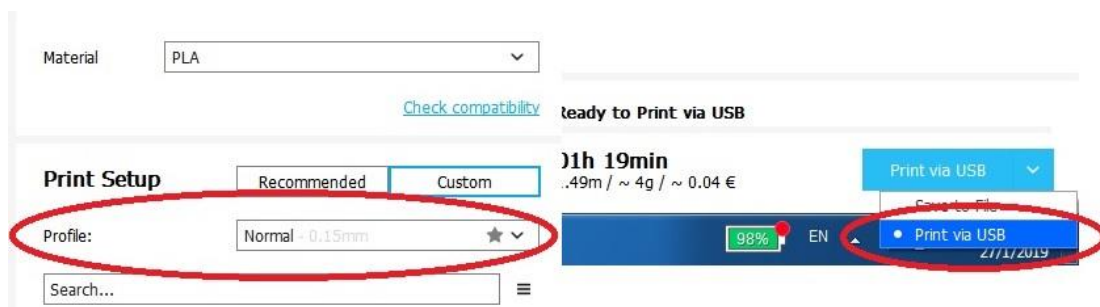 Material
PLA
Check compatibility
Print Setup
Recommended
Custom
Profile:
Normal - 0.15mm
Search...
Ready to Print via USB
01h 19min
.49m / ~ 4g / ~ 0.04 €
Print via USB
Save to File
Print via USB
98%
EN
27/1/2019